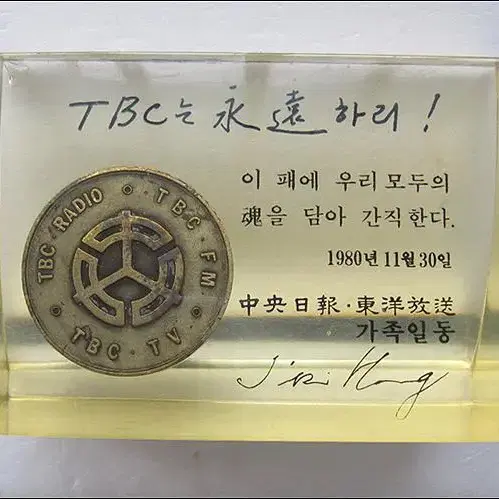 TBC는 永遠하리!
이 패에 우리 모두의
魂을 담아 간직한다.
1980년 11월 30일
中央日報·東洋放送
가족일동
TBC RADIO · TBC·FM · TBC·TV ·